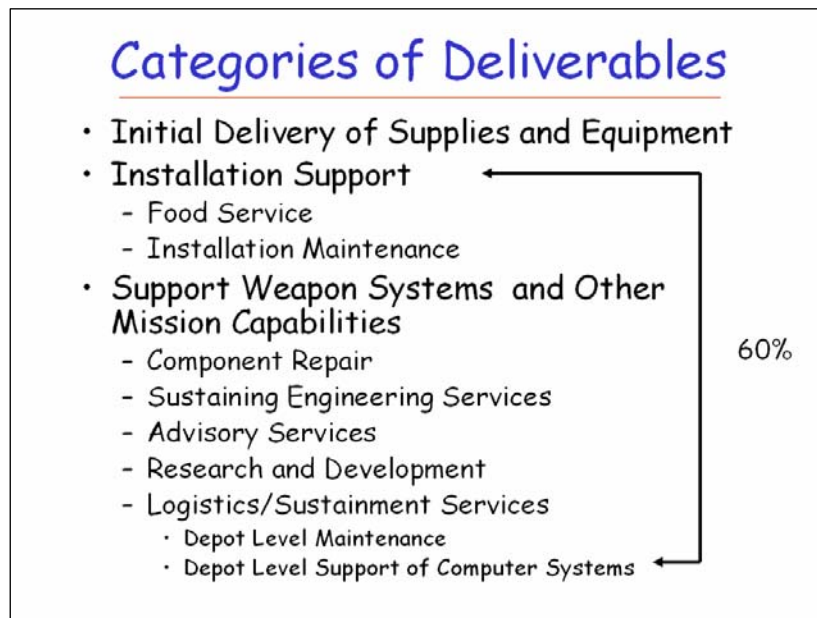 Categories of Deliverables
• Initial Delivery of Supplies and Equipment
• Installation Support
– Food Service
– Installation Maintenance
• Support Weapon Systems and Other
Mission Capabilities
– Component Repair
– Sustaining Engineering Services
– Advisory Services
– Research and Development
– Logistics/Sustainment Services
• Depot Level Maintenance
• Depot Level Support of Computer Systems
60%